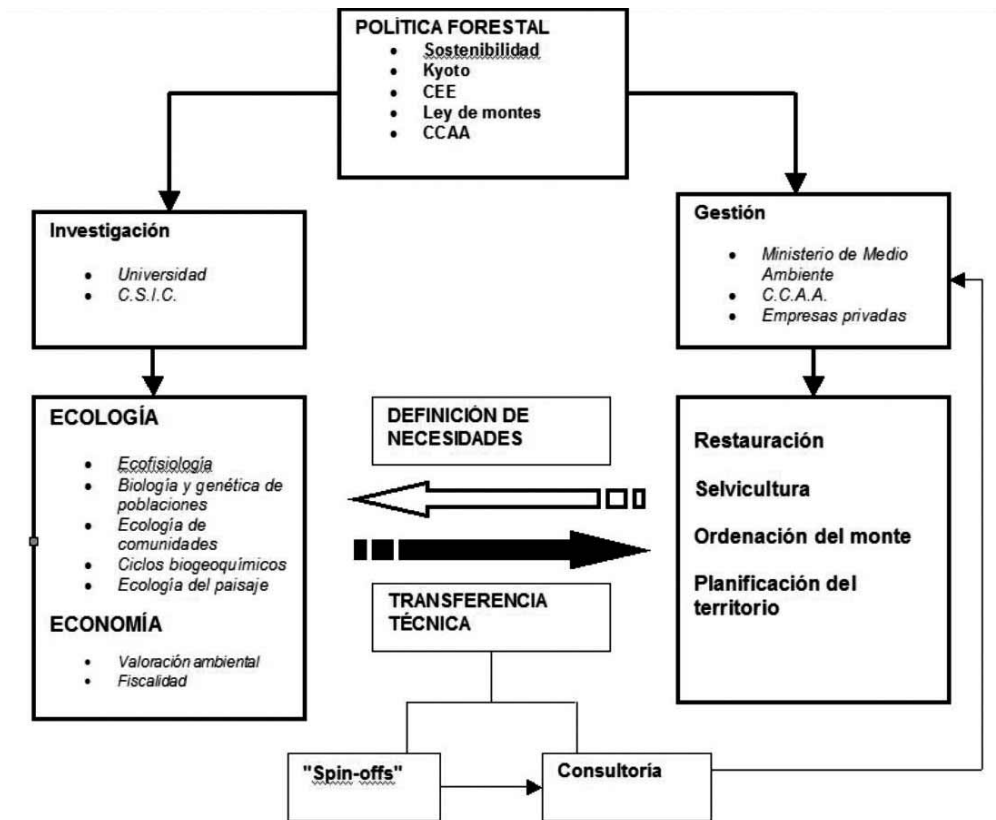 POLÍTICA FORESTAL
• Sostenibilidad
• Kyoto
• CEE
• Ley de montes
• CCAA
Investigación
• Universidad
• C.S.I.C.
Gestión
• Ministerio de Medio
Ambiente
• C.C.A.A.
• Empresas privadas
ECOLOGÍA
• Ecofisiología
• Biología y genética de
poblaciones
• Ecología de
comunidades
• Ciclos biogeoquímicos
• Ecología del paisaje
ECONOMÍA
• Valoración ambiental
• Fiscalidad
DEFINICIÓN DE
NECESIDADES
TRANSFERENCIA
TÉCNICA
Restauración
Selvicultura
Ordenación del monte
Planificación del
territorio
"Spin-offs"
Consultoría